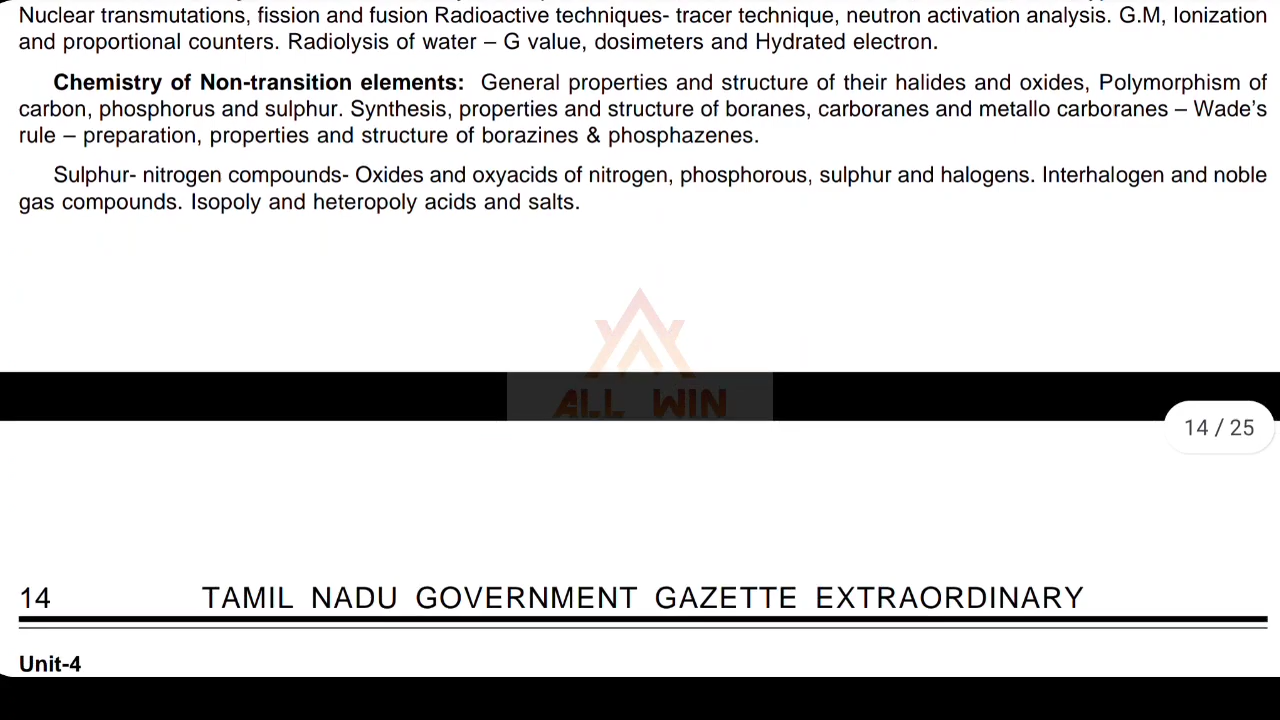 Nuclear transmutations, fission and fusion Radioactive techniques- tracer technique, neutron activation analysis. G.M, Ionization
and proportional counters. Radiolysis of water – G value, dosimeters and Hydrated electron.
Chemistry of Non-transition elements: General properties and structure of their halides and oxides, Polymorphism of
carbon, phosphorus and sulphur. Synthesis, properties and structure of boranes, carboranes and metallo carboranes – Wade’s
rule – preparation, properties and structure of borazines & phosphazenes.
Sulphur- nitrogen compounds- Oxides and oxyacids of nitrogen, phosphorous, sulphur and halogens. Interhalogen and noble
gas compounds. Isopoly and heteropoly acids and salts.
ALL WIN
14 / 25
14 TAMIL NADU GOVERNMENT GAZETTE EXTRAORDINARY
Unit-4